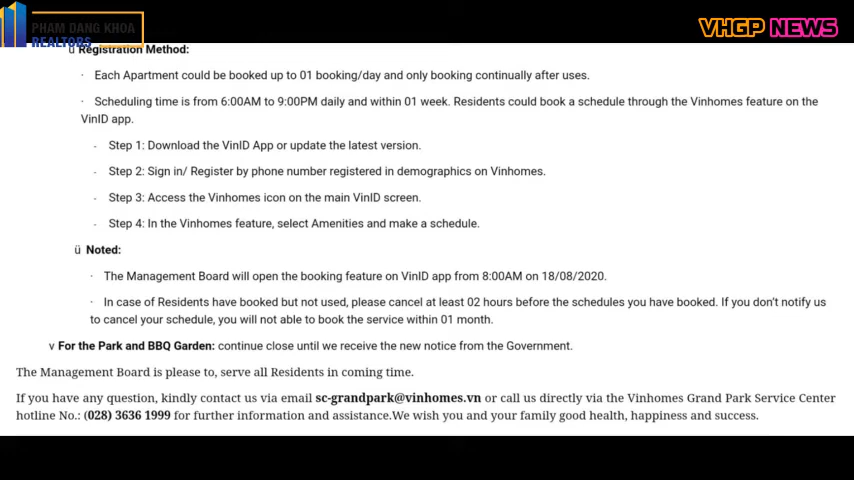 PHAM DANG KHOA
REALTORS
VHGP NEWS
ü Registration Method:
· Each Apartment could be booked up to 01 booking/day and only booking continually after uses.
· Scheduling time is from 6:00AM to 9:00PM daily and within 01 week. Residents could book a schedule through the Vinhomes feature on the
VinID app.
- Step 1: Download the VinID App or update the latest version.
- Step 2: Sign in/ Register by phone number registered in demographics on Vinhomes.
- Step 3: Access the Vinhomes icon on the main VinID screen.
- Step 4: In the Vinhomes feature, select Amenities and make a schedule.
ü Noted:
· The Management Board will open the booking feature on VinID app from 8:00AM on 18/08/2020.
· In case of Residents have booked but not used, please cancel at least 02 hours before the schedules you have booked. If you don't notify us
to cancel your schedule, you will not able to book the service within 01 month.
v For the Park and BBQ Garden: continue close until we receive the new notice from the Government.
The Management Board is please to, serve all Residents in coming time.
If you have any question, kindly contact us via email sc-grandpark@vinhomes.vn or call us directly via the Vinhomes Grand Park Service Center
hotline No.: (028) 3636 1999 for further information and assistance.We wish you and your family good health, happiness and success.